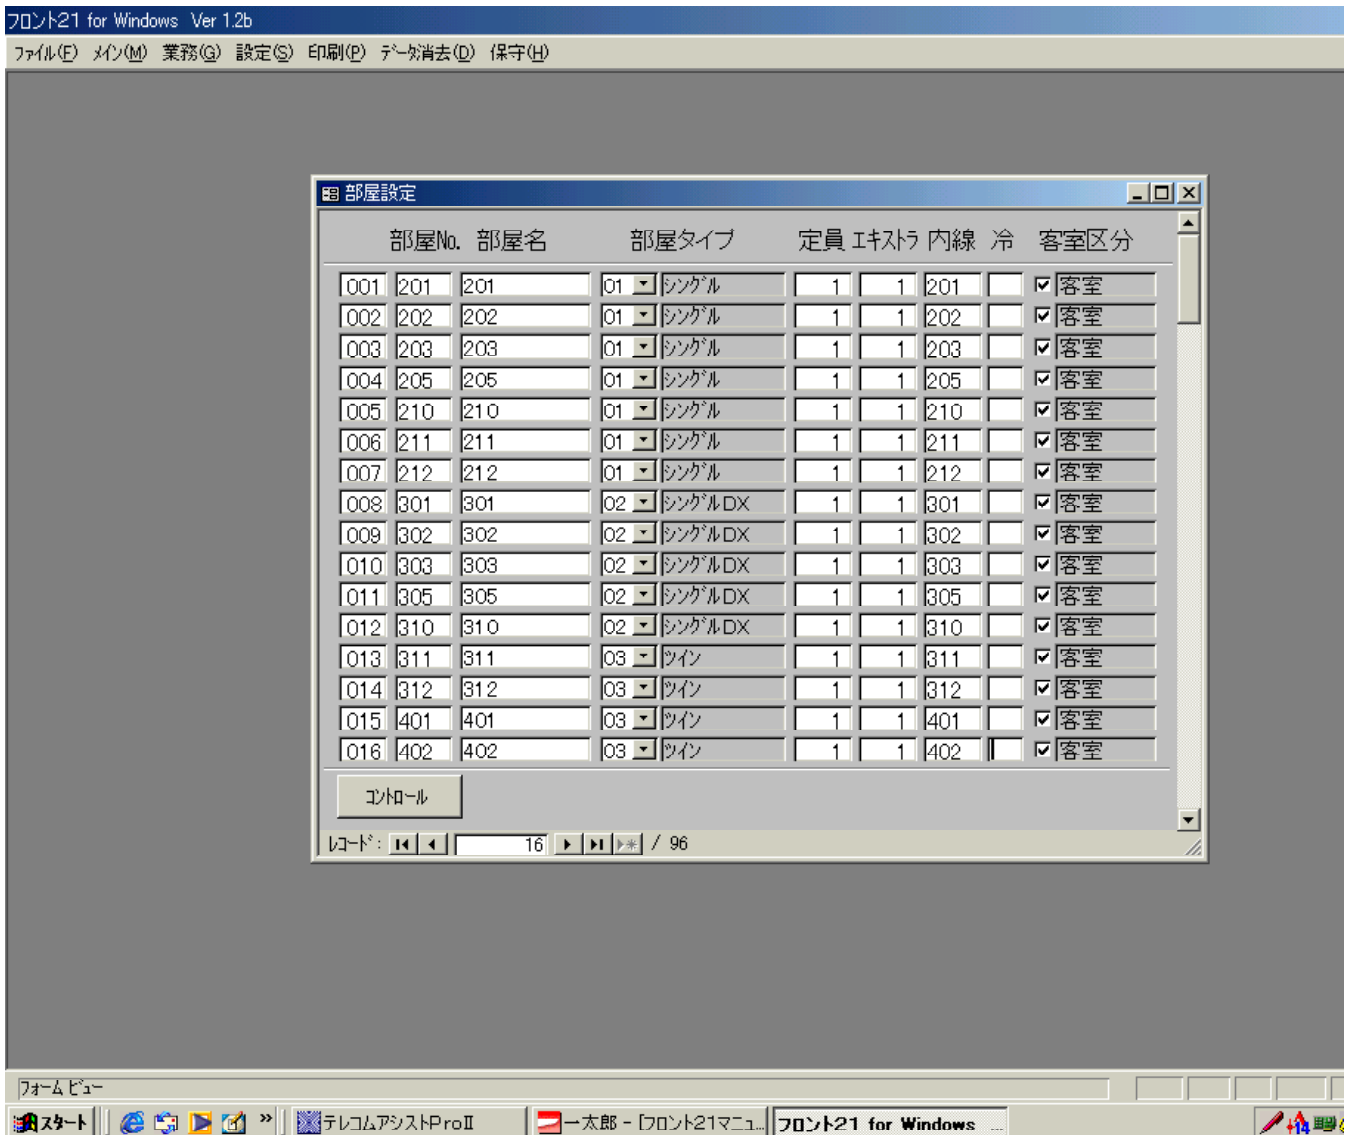 フロント21 for Windows Ver 1.2b
ファイル(F) メイン(M) 業務(G) 設定(S) 印刷(P) データ消去(D) 保守(H)
部屋設定
部屋No. 部屋名 部屋タイプ 定員 エキストラ 内線 冷 客室区分
001 201 201 01 シングル 1 1 201 客室
002 202 202 01 シングル 1 1 202 客室
003 203 203 01 シングル 1 1 203 客室
004 205 205 01 シングル 1 1 205 客室
005 210 210 01 シングル 1 1 210 客室
006 211 211 01 シングル 1 1 211 客室
007 212 212 01 シングル 1 1 212 客室
008 301 301 02 シングルDX 1 1 301 客室
009 302 302 02 シングルDX 1 1 302 客室
010 303 303 02 シングルDX 1 1 303 客室
011 305 305 02 シングルDX 1 1 305 客室
012 310 310 02 シングルDX 1 1 310 客室
013 311 311 03 ツイン 1 1 311 客室
014 312 312 03 ツイン 1 1 312 客室
015 401 401 03 ツイン 1 1 401 客室
016 402 402 03 ツイン 1 1 402 客室
コントロール
レコード: 16 / 96
フォーム ビュー
スタート » テレコムアシストProⅡ 一太郎 - [フロント21マニュ... フロント21 for Windows ... 14